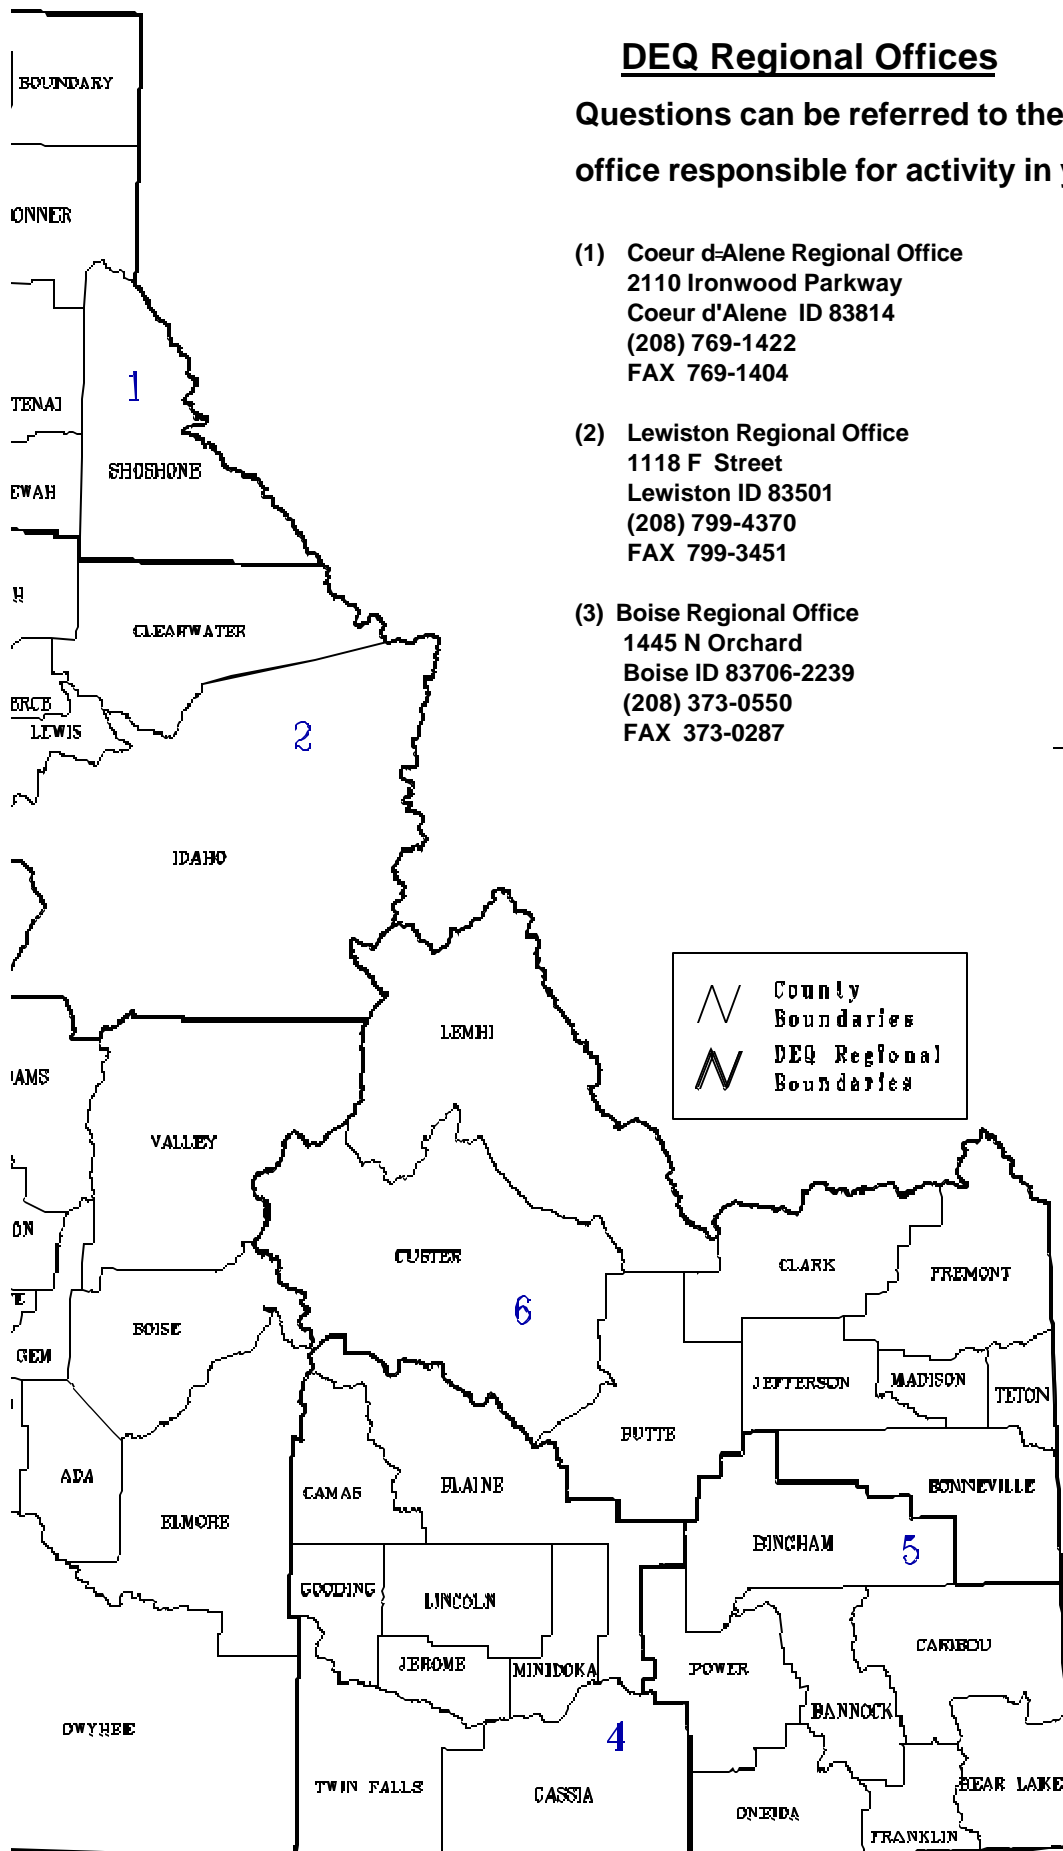 DEQ Regional Offices
Questions can be referred to the
office responsible for activity in
(1) Coeur d=Alene Regional Office
2110 Ironwood Parkway
Coeur d'Alene ID 83814
(208) 769-1422
FAX 769-1404
(2) Lewiston Regional Office
1118 F Street
Lewiston ID 83501
(208) 799-4370
FAX 799-3451
(3) Boise Regional Office
1445 N Orchard
Boise ID 83706-2239
(208) 373-0550
FAX 373-0287
BOUNDARY
ONNER
1
TENAI
SHOSHONE
EWAH
H
CLEARWATER
ERCE
LEWIS
2
IDAHO
County
Boundaries
DEQ Regional
Boundaries
LEMHI
AMS
VALLEY
ON
CUSTER
CLARK
FREMONT
6
E
BOISE
GEM
JEFFERSON
MADISON
TETON
BUTTE
ADA
CAMAS
BLAINE
BONNEVILLE
ELMORE
BINGHAM
5
GOODING
LINCOLN
CARIBOU
JEROME
MINIDOKA
POWER
BANNOCK
OWYHEE
4
TWIN FALLS
CASSIA
BEAR LAKE
ONEIDA
FRANKLIN